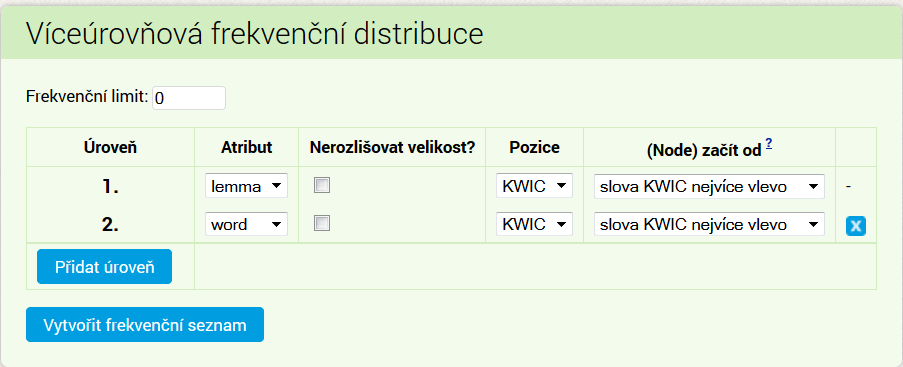 Víceúrovňová frekvenční distribuce
Frekvenční limit: 0
Úroveň Atribut Nerozlišovat velikost? Pozice (Node) začít od ?
1. lemma KWIC slova KWIC nejvíce vlevo -
2. word KWIC slova KWIC nejvíce vlevo x
Přidat úroveň
Vytvořit frekvenční seznam